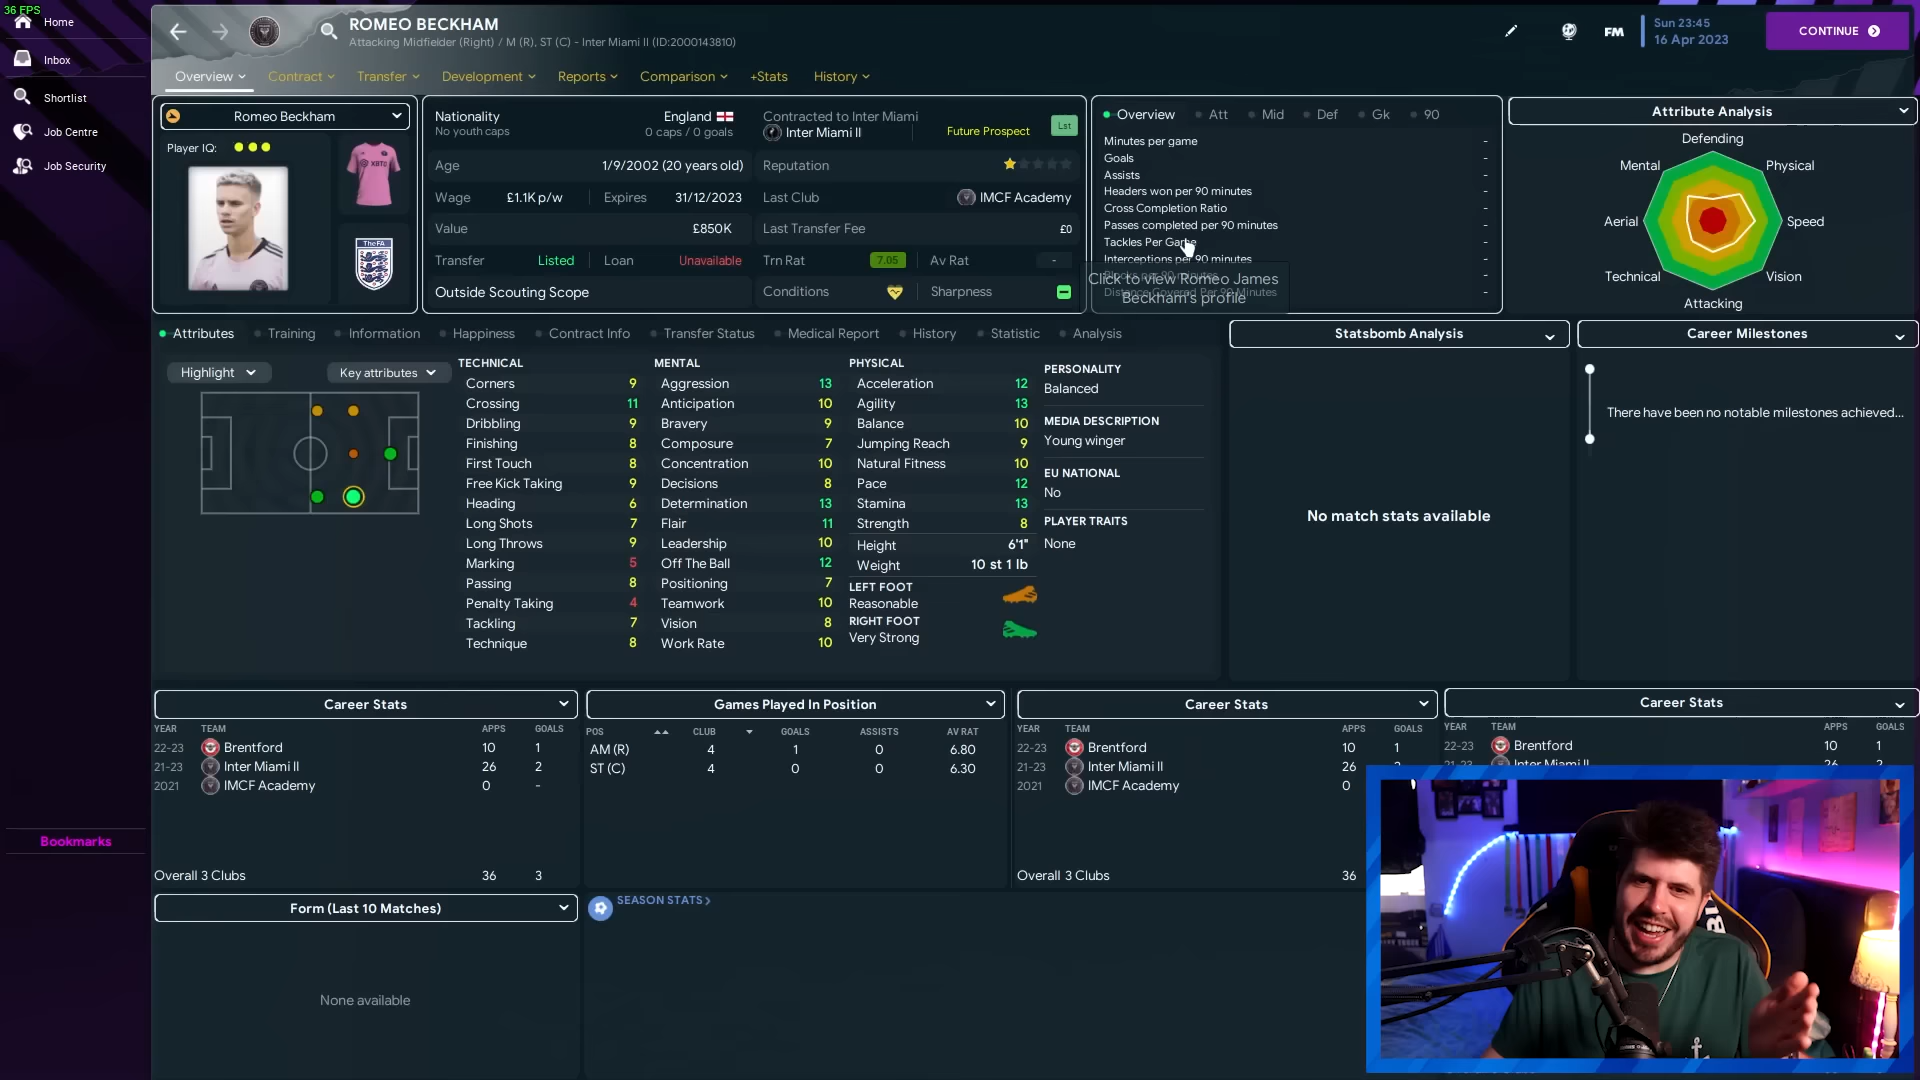 36 FPS
Home
Inbox
Shortlist
Job Centre
Job Security
Bookmarks
ROMEO BECKHAM
Attacking Midfielder (Right) / M (R), ST (C) - Inter Miami II (ID:2000143810)
FM
Sun 23:45
16 Apr 2023
CONTINUE
Overview Contract Transfer Development Reports Comparison +Stats History
Romeo Beckham
Player IQ:
XBTO
The FA
Nationality England
No youth caps 0 caps / 0 goals
Age 1/9/2002 (20 years old)
Wage £1.1K p/w Expires 31/12/2023
Value £850K
Transfer Listed Loan Unavailable
Outside Scouting Scope
Contracted to Inter Miami
Inter Miami II Future Prospect Lst
Reputation
Last Club IMCF Academy
Last Transfer Fee £0
Trn Rat 7.05 Av Rat -
Conditions Sharpness
Overview Att Mid Def Gk 90
Minutes per game -
Goals -
Assists -
Headers won per 90 minutes -
Cross Completion Ratio -
Passes completed per 90 minutes -
Tackles Per Game -
Interceptions per 90 minutes -
Blocks per 90 minutes -
Distance Covered Per 90 Minutes -
Click to view Romeo James
Beckham's profile
Attribute Analysis
Defending
Mental Physical
Aerial Speed
Technical Vision
Attacking
Attributes Training Information Happiness Contract Info Transfer Status Medical Report History Statistic Analysis
Highlight Key attributes
TECHNICAL
Corners 9
Crossing 11
Dribbling 9
Finishing 8
First Touch 8
Free Kick Taking 9
Heading 6
Long Shots 7
Long Throws 9
Marking 5
Passing 8
Penalty Taking 4
Tackling 7
Technique 8
MENTAL
Aggression 13
Anticipation 10
Bravery 9
Composure 7
Concentration 10
Decisions 8
Determination 13
Flair 11
Leadership 10
Off The Ball 12
Positioning 7
Teamwork 10
Vision 8
Work Rate 10
PHYSICAL
Acceleration 12
Agility 13
Balance 10
Jumping Reach 9
Natural Fitness 10
Pace 12
Stamina 13
Strength 8
Height 6'1"
Weight 10 st 1 lb
LEFT FOOT
Reasonable
RIGHT FOOT
Very Strong
PERSONALITY
Balanced
MEDIA DESCRIPTION
Young winger
EU NATIONAL
No
PLAYER TRAITS
None
Statsbomb Analysis
No match stats available
Career Milestones
There have been no notable milestones achieved...
Career Stats
YEAR TEAM APPS GOALS
22-23 Brentford 10 1
21-23 Inter Miami II 26 2
2021 IMCF Academy 0 -
Overall 3 Clubs 36 3
Games Played In Position
POS CLUB GOALS ASSISTS AV RAT
AM (R) 4 1 0 6.80
ST (C) 4 0 0 6.30
Career Stats
YEAR TEAM APPS GOALS
22-23 Brentford 10 1
21-23 Inter Miami II 26 2
2021 IMCF Academy 0
Overall 3 Clubs 36
Career Stats
YEAR TEAM APPS GOALS
22-23 Brentford 10 1
21-23 Inter Miami II 26 2
Form (Last 10 Matches)
None available
SEASON STATS